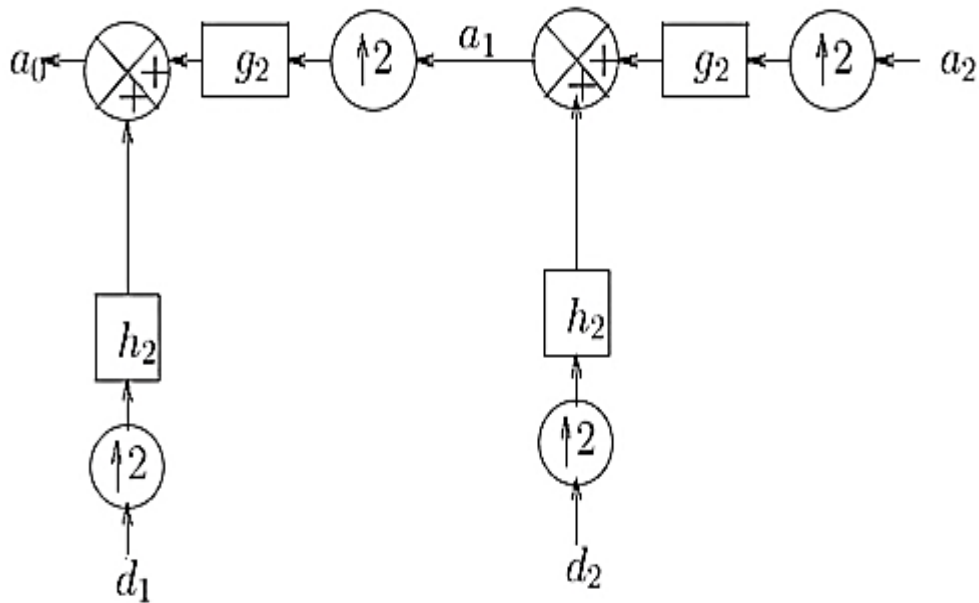 a₀ + + g₂ ↑2 a₁ + + g₂ ↑2 a₂
h₂ h₂
↑2 ↑2
d₁ d₂